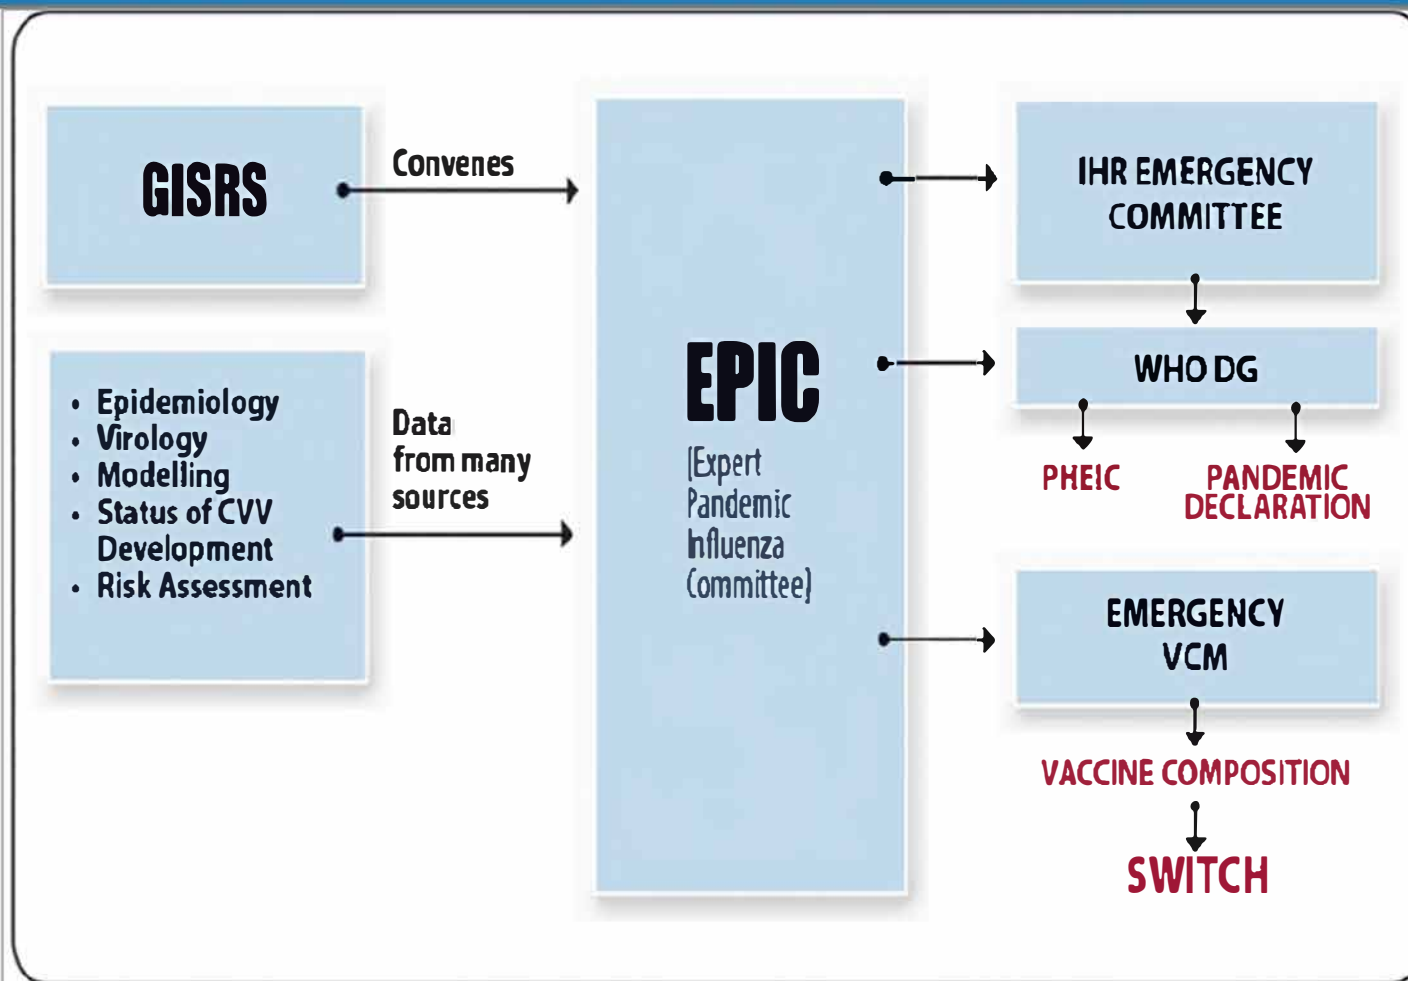 GISRS
Convenes
• Epidemiology
• Virology
• Modelling
• Status of CVV
Development
• Risk Assessment
Data
from many
sources
EPIC
(Expert
Pandemic
Influenza
Committee)
IHR EMERGENCY
COMMITTEE
WHO DG
PHEIC
PANDEMIC
DECLARATION
EMERGENCY
VCM
VACCINE COMPOSITION
SWITCH